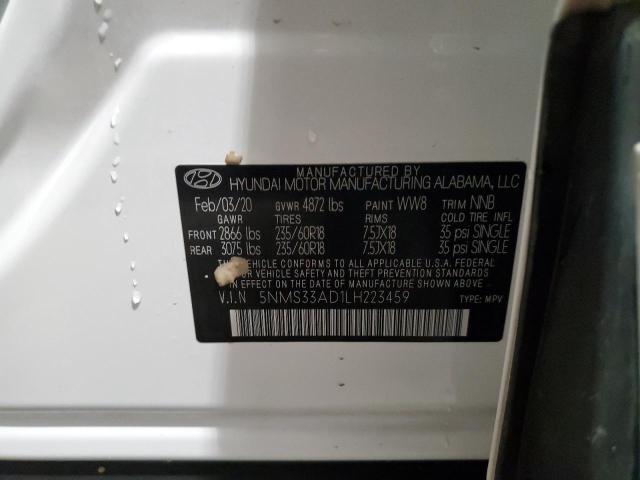 MANUFACTURED BY
HYUNDAI MOTOR MANUFACTURING ALABAMA, LLC
Feb/03/20 GVWR 4872 lbs PAINT WW8 TRIM NNB
GAWR TIRES RIMS COLD TIRE INFL
FRONT 2866 lbs 235/60R18 7.5JX18 35 psi SINGLE
REAR 3075 lbs 235/60R18 7.5JX18 35 psi SINGLE
THIS VEHICLE CONFORMS TO ALL APPLICABLE U.S.A. FEDERAL
MOTOR VEHICLE SAFETY AND THEFT PREVENTION STANDARDS
IN EFFECT ON THE DATE OF MANUFACTURE SHOWN ABOVE.
V.I.N 5NMS33AD1LH223459 TYPE: MPV